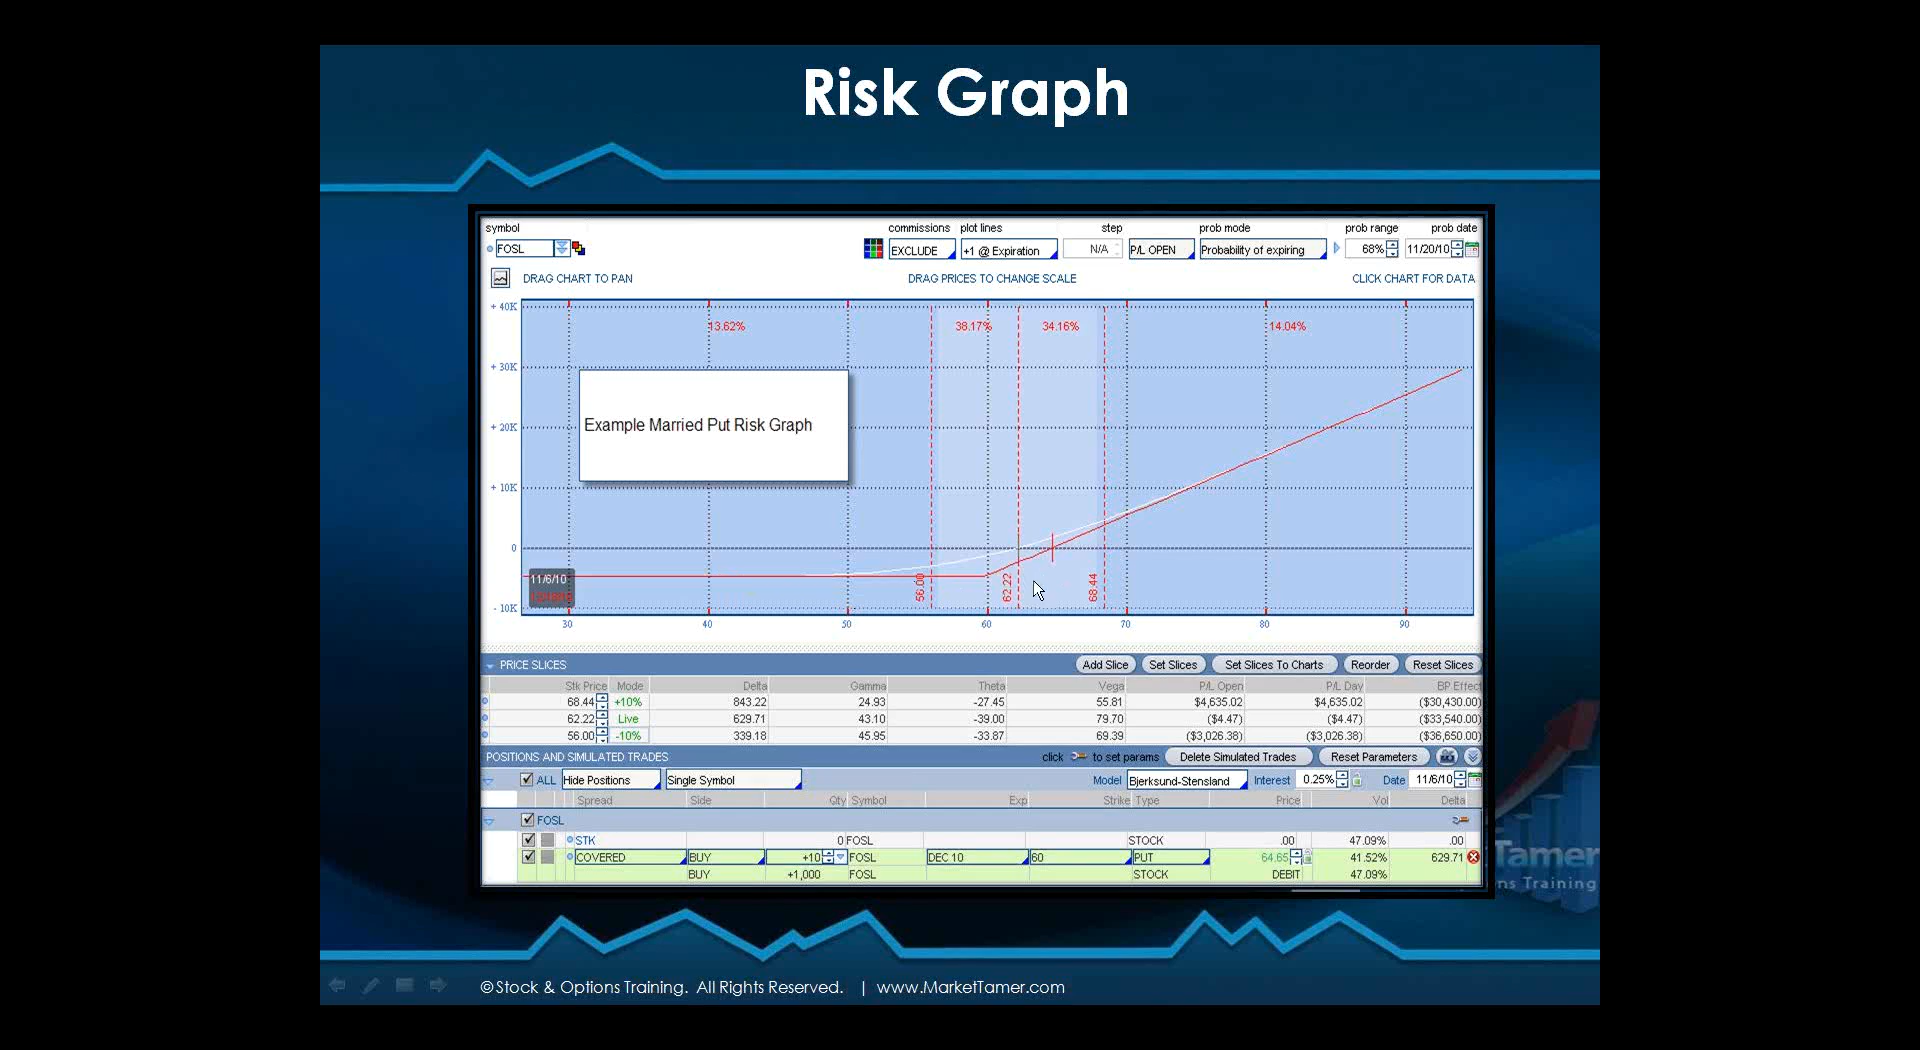 Risk Graph
symbol commissions plot lines step prob mode prob range prob date
FOSL EXCLUDE +1 @ Expiration N/A P/L OPEN Probability of expiring 68% 11/20/10
DRAG CHART TO PAN DRAG PRICES TO CHANGE SCALE CLICK CHART FOR DATA
+ 40K
13.62% 38.17% 34.16% 14.04%
+ 30K
Example Married Put Risk Graph
+ 20K
+ 10K
0
11/6/10
56.00 62.22 68.44
- 10K
30 40 50 60 70 80 90
PRICE SLICES Add Slice Set Slices Set Slices To Charts Reorder Reset Slices
Stk Price Mode Delta Gamma Theta Vega P/L Open P/L Day BP Effect
68.44 +10% 843.22 24.93 -27.45 55.81 $4,635.02 $4,635.02 ($30,430.00)
62.22 Live 629.71 43.10 -39.00 79.70 ($4.47) ($4.47) ($33,540.00)
56.00 -10% 339.18 45.95 -33.87 69.39 ($3,026.38) ($3,026.38) ($36,650.00)
POSITIONS AND SIMULATED TRADES click to set params Delete Simulated Trades Reset Parameters
ALL Hide Positions Single Symbol Model Bjerksund-Stensland Interest 0.25% Date 11/6/10
Spread Side Qty Symbol Exp Strike Type Price Vol Delta
FOSL
STK 0 FOSL STOCK .00 47.09% .00
COVERED BUY +10 FOSL DEC 10 60 PUT 64.65 41.52% 629.71
BUY +1,000 FOSL STOCK DEBIT 47.09%
Tamer
ns Training
©Stock & Options Training. All Rights Reserved. | www.MarketTamer.com